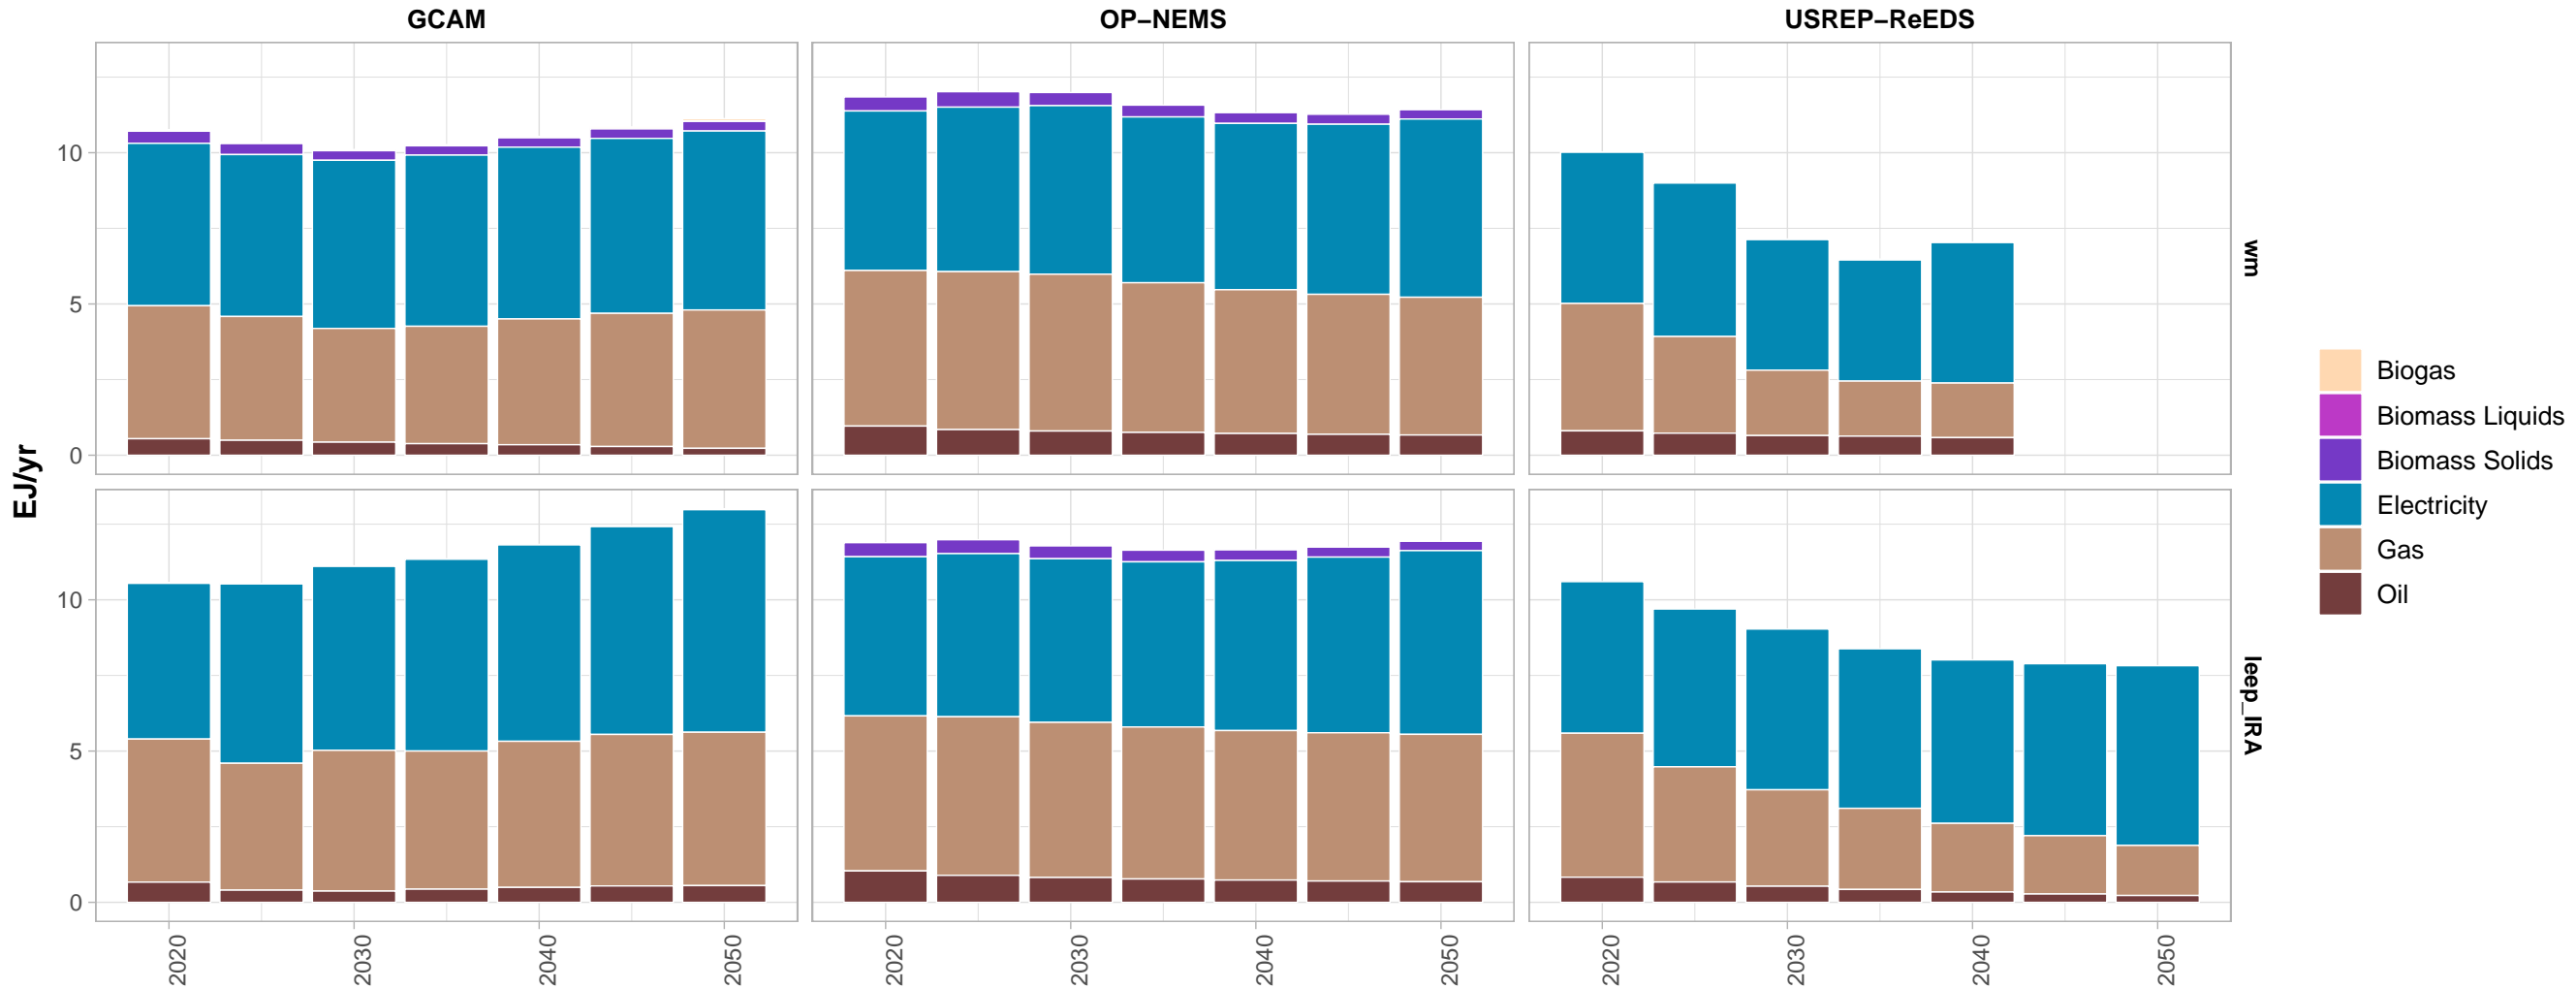 GCAM
OP−NEMS
USREP−ReEDS
EJ/yr
10
5
0
wm
10
5
0
leep_IRA
2020
2030
2040
2050
2020
2030
2040
2050
2020
2030
2040
2050
Biogas
Biomass Liquids
Biomass Solids
Electricity
Gas
Oil